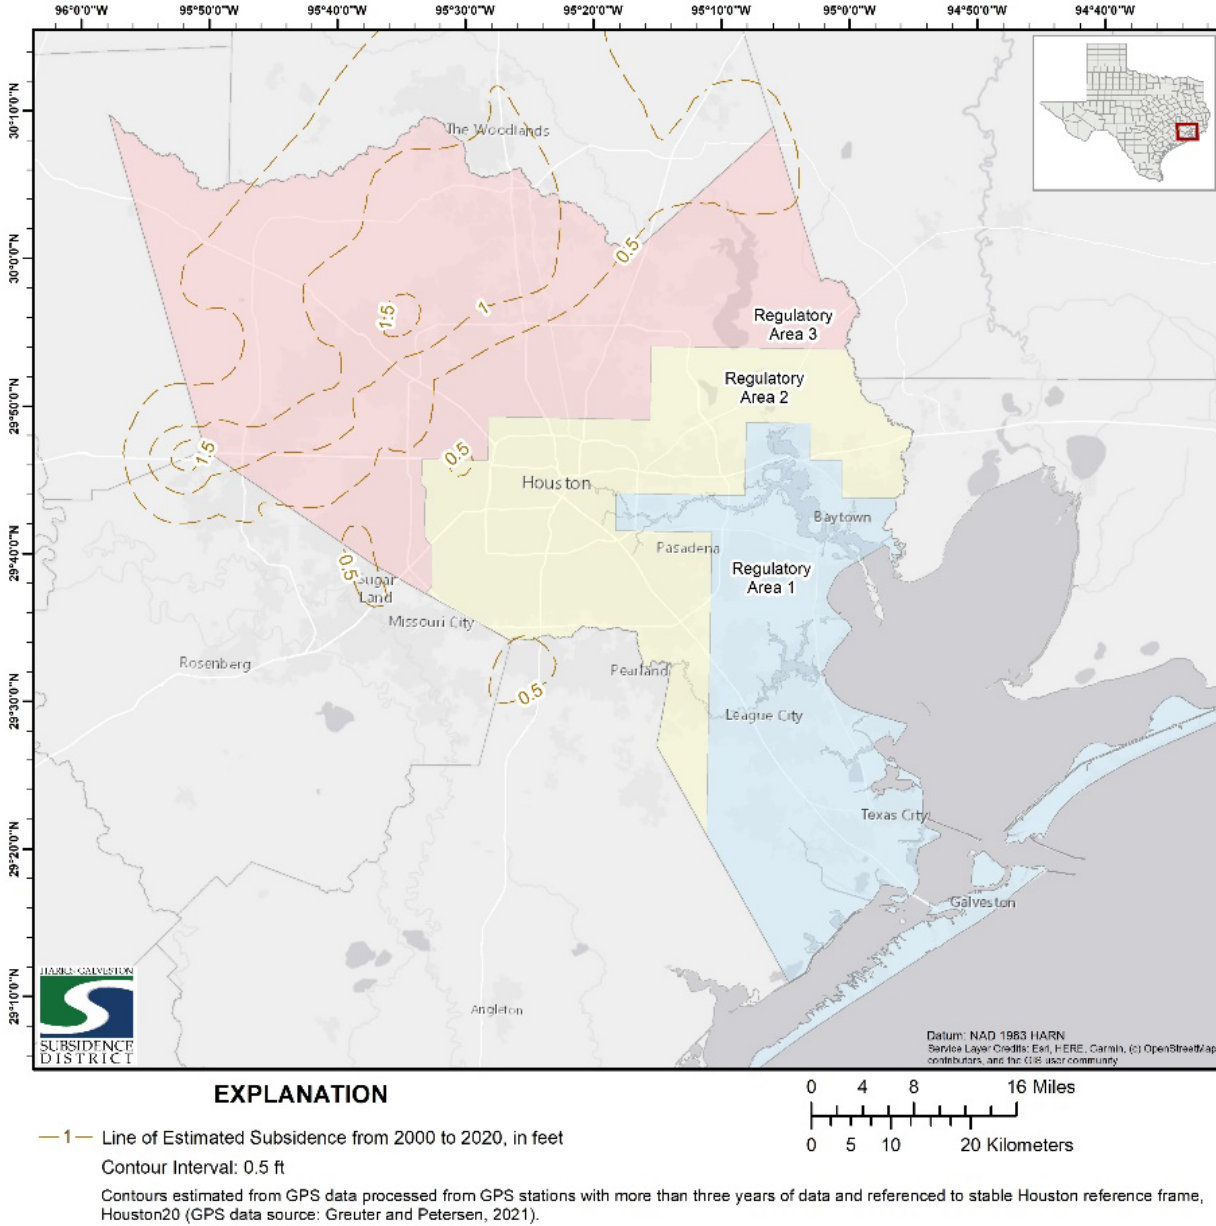 96°0'0"W 95°50'0"W 95°40'0"W 95°30'0"W 95°20'0"W 95°10'0"W 95°0'0"W 94°50'0"W 94°40'0"W
30°10'0"N
30°0'0"N
29°50'0"N
29°40'0"N
29°30'0"N
29°20'0"N
29°10'0"N
The Woodlands
0.5
1.5
1
Regulatory
Area 3
Regulatory
Area 2
1.5
0.5
Houston
Baytown
Pasadena
0.5
Regulatory
Area 1
Sugar
Land
Missouri City
Rosenberg
Pearland
0.5
League City
Texas City
Galveston
Angleton
HARRIS-GALVESTON
SUBSIDENCE
DISTRICT
Datum: NAD 1983 HARN
Service Layer Credits: Esri, HERE, Garmin, (c) OpenStreetMap
contributors, and the GIS user community
EXPLANATION
1 Line of Estimated Subsidence from 2000 to 2020, in feet
Contour Interval: 0.5 ft
Contours estimated from GPS data processed from GPS stations with more than three years of data and referenced to stable Houston reference frame,
Houston20 (GPS data source: Greuter and Petersen, 2021).
0 4 8 16 Miles
0 5 10 20 Kilometers